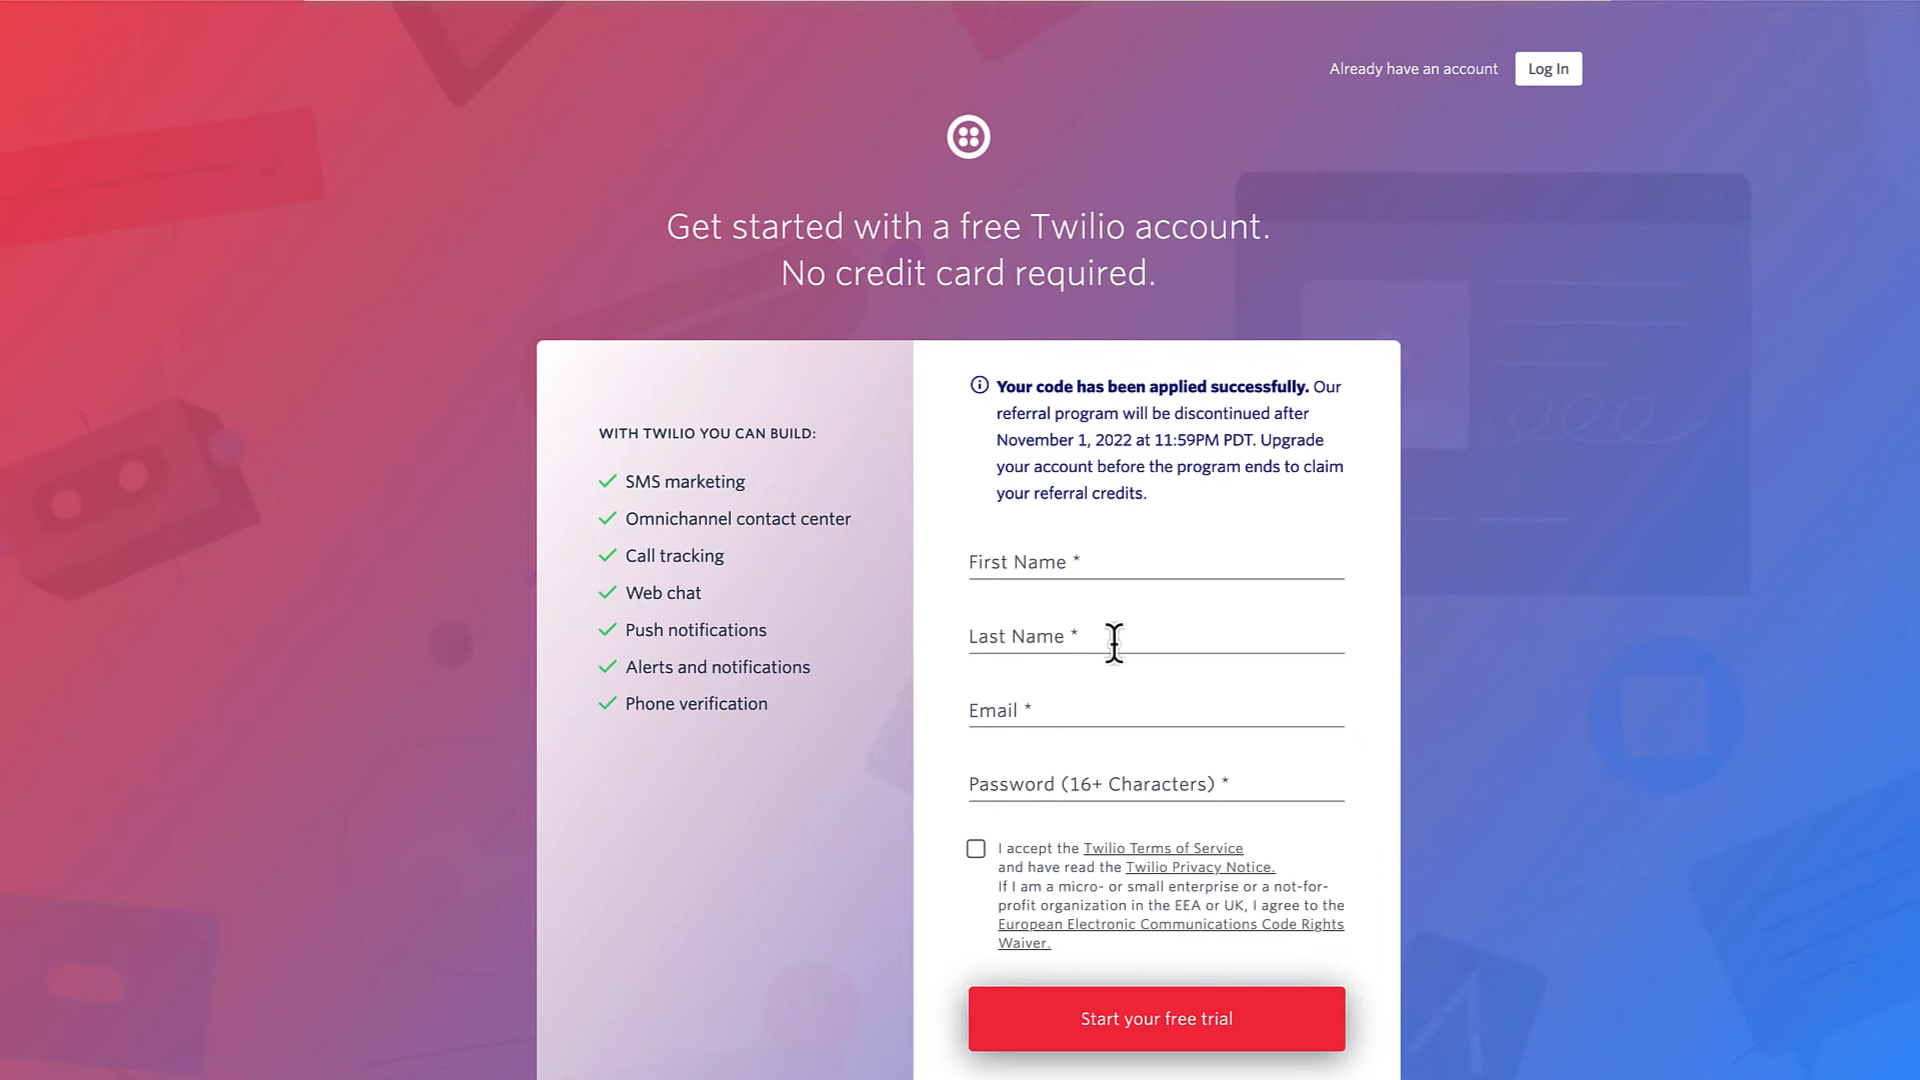 Already have an account
Log In
Get started with a free Twilio account.
No credit card required.
WITH TWILIO YOU CAN BUILD:
SMS marketing
Omnichannel contact center
Call tracking
Web chat
Push notifications
Alerts and notifications
Phone verification
Your code has been applied successfully. Our
referral program will be discontinued after
November 1, 2022 at 11:59PM PDT. Upgrade
your account before the program ends to claim
your referral credits.
First Name *
Last Name *
Email *
Password (16+ Characters) *
I accept the Twilio Terms of Service
and have read the Twilio Privacy Notice.
If I am a micro- or small enterprise or a not-for-
profit organization in the EEA or UK, I agree to the
European Electronic Communications Code Rights
Waiver.
Start your free trial